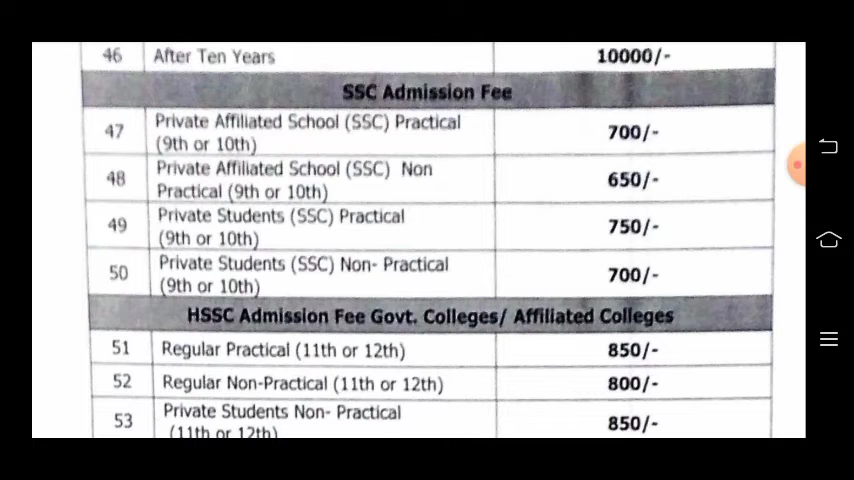 46 After Ten Years 10000/-
SSC Admission Fee
47 Private Affiliated School (SSC) Practical 700/-
(9th or 10th)
48 Private Affiliated School (SSC) Non 650/-
Practical (9th or 10th)
49 Private Students (SSC) Practical 750/-
(9th or 10th)
50 Private Students (SSC) Non- Practical 700/-
(9th or 10th)
HSSC Admission Fee Govt. Colleges/ Affiliated Colleges
51 Regular Practical (11th or 12th) 850/-
52 Regular Non-Practical (11th or 12th) 800/-
53 Private Students Non- Practical 850/-
(11th or 12th)